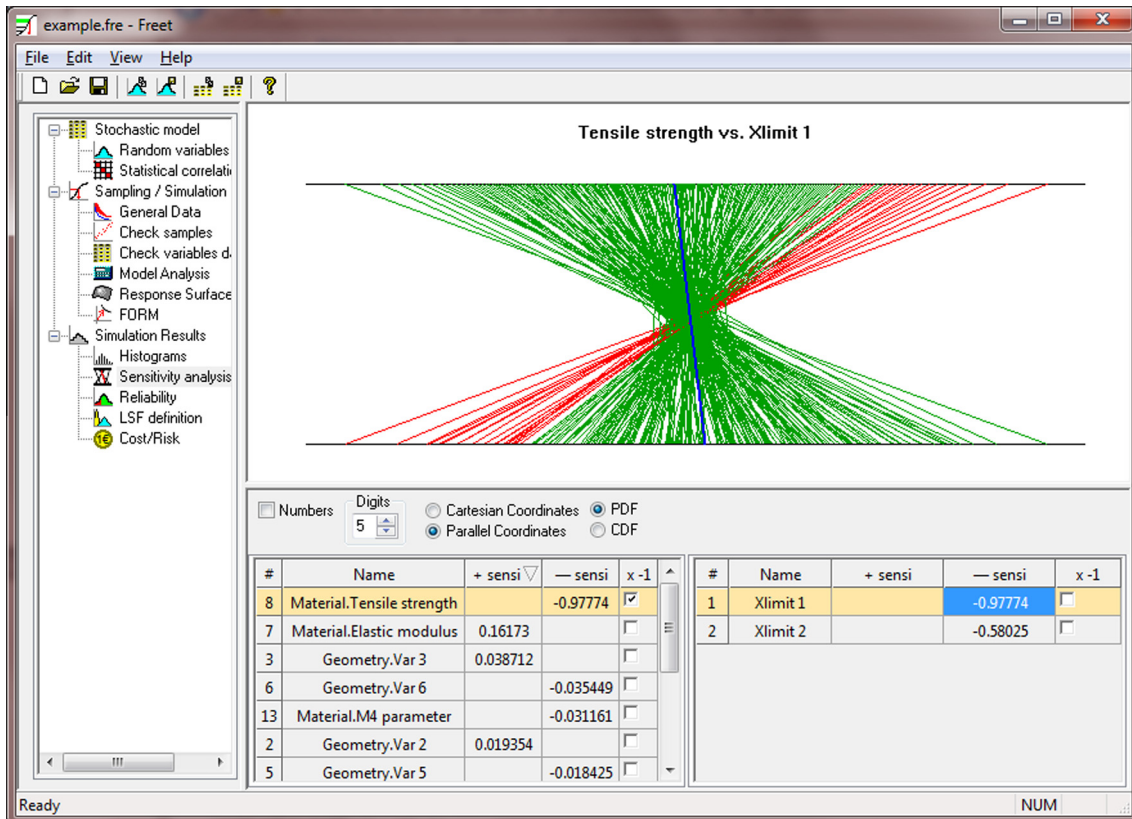 example.fre - Freet
File Edit View Help
Stochastic model
Random variables
Statistical correlati
Sampling / Simulation
General Data
Check samples
Check variables d
Model Analysis
Response Surface
FORM
Simulation Results
Histograms
Sensitivity analysis
Reliability
LSF definition
Cost/Risk
Tensile strength vs. Xlimit 1
Numbers
Digits
5
Cartesian Coordinates
Parallel Coordinates
PDF
CDF
# Name + sensi — sensi x -1
8 Material.Tensile strength -0.97774
7 Material.Elastic modulus 0.16173
3 Geometry.Var 3 0.038712
6 Geometry.Var 6 -0.035449
13 Material.M4 parameter -0.031161
2 Geometry.Var 2 0.019354
5 Geometry.Var 5 -0.018425
# Name + sensi — sensi x -1
1 Xlimit 1 -0.97774
2 Xlimit 2 -0.58025
Ready
NUM